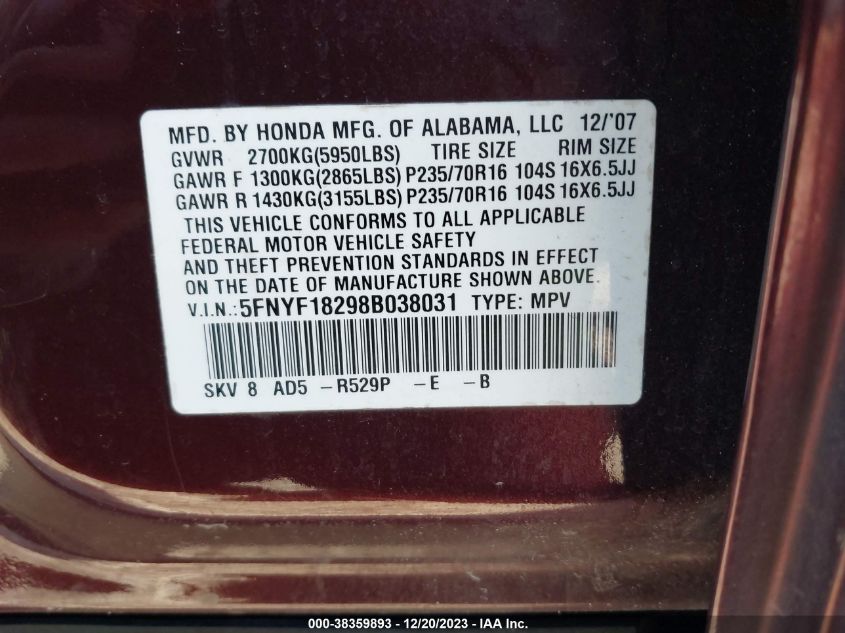 MFD. BY HONDA MFG. OF ALABAMA, LLC 12/'07
GVWR 2700KG(5950LBS) TIRE SIZE RIM SIZE
GAWR F 1300KG(2865LBS) P235/70R16 104S 16X6.5JJ
GAWR R 1430KG(3155LBS) P235/70R16 104S 16X6.5JJ
THIS VEHICLE CONFORMS TO ALL APPLICABLE
FEDERAL MOTOR VEHICLE SAFETY
AND THEFT PREVENTION STANDARDS IN EFFECT
ON THE DATE OF MANUFACTURE SHOWN ABOVE.
V.I.N.: 5FNYF18298B038031 TYPE: MPV
SKV 8 AD5 -R529P -E -B
000-38359893 - 12/20/2023 - IAA Inc.